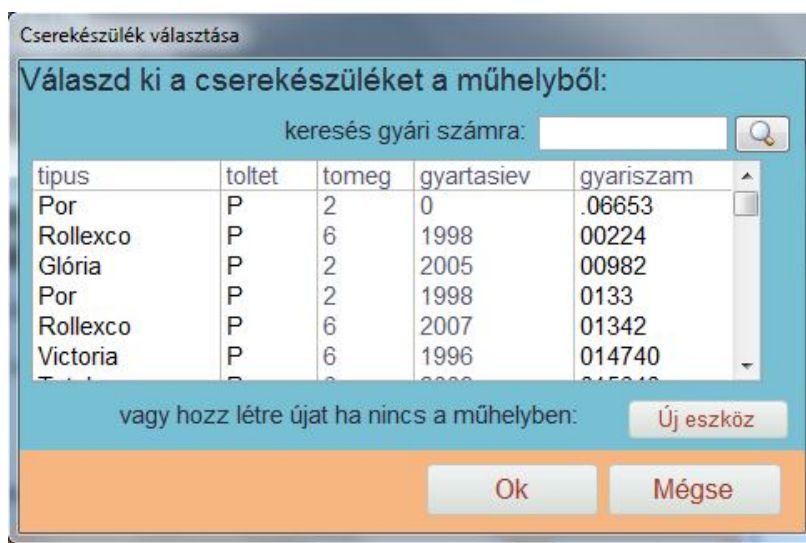 Cserekészülék választása
Válaszd ki a cserekészüléket a műhelyből:
keresés gyári számra:
tipus toltet tomeg gyartasiev gyariszam
Por P 2 0 .06653
Rollexco P 6 1998 00224
Glória P 2 2005 00982
Por P 2 1998 0133
Rollexco P 6 2007 01342
Victoria P 6 1996 014740
vagy hozz létre újat ha nincs a műhelyben: Új eszköz
Ok Mégse